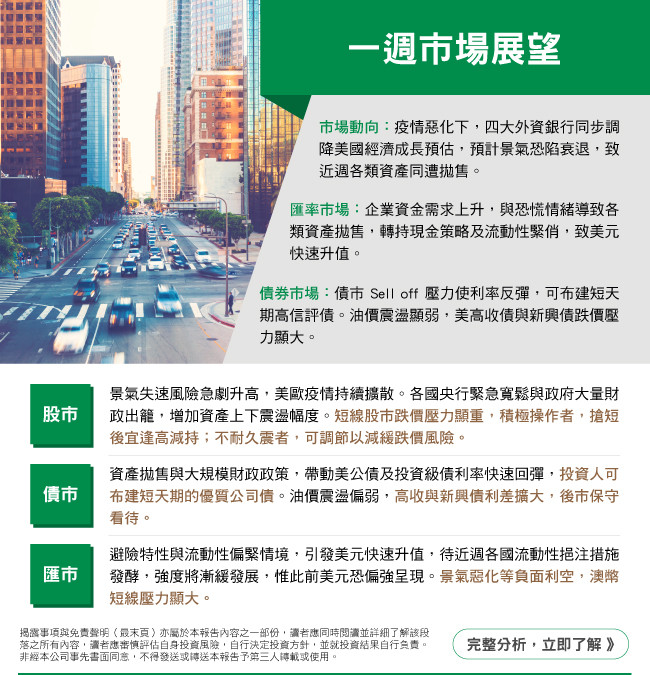 一週市場展望
市場動向：疫情惡化下，四大外資銀行同步調
降美國經濟成長預估，預計景氣恐陷衰退，致
近週各類資產同遭拋售。
匯率市場：企業資金需求上升，與恐慌情緒導致各
類資產拋售，轉持現金策略及流動性緊俏，致美元
快速升值。
債券市場：債市 Sell off 壓力使利率反彈，可布建短天
期高信評債。油價震盪顯弱，美高收債與新興債跌價壓
力顯大。
股市
景氣失速風險急劇升高，美歐疫情持續擴散。各國央行緊急寬鬆與政府大量財
政出籠，增加資產上下震盪幅度。短線股市跌價壓力顯重，積極操作者，搶短
後宜逢高減持；不耐久震者，可調節以減緩跌價風險。
債市
資產拋售與大規模財政政策，帶動美公債及投資級債利率快速回彈，投資人可
布建短天期的優質公司債。油價震盪偏弱，高收與新興債利差擴大，後市保守
看待。
匯市
避險特性與流動性偏緊情境，引發美元快速升值，待近週各國流動性挹注措施
發酵，強度將漸緩發展，惟此前美元恐偏強呈現。景氣惡化等負面利空，澳幣
短線壓力顯大。
揭露事項與免責聲明（最末頁）亦屬於本報告內容之一部份，讀者應同時閱讀並詳細了解該段
落之所有內容，讀者應審慎評估自身投資風險，自行決定投資方針，並就投資結果自行負責。
非經本公司事先書面同意，不得發送或轉送本報告予第三人轉載或使用。
完整分析，立即了解 》